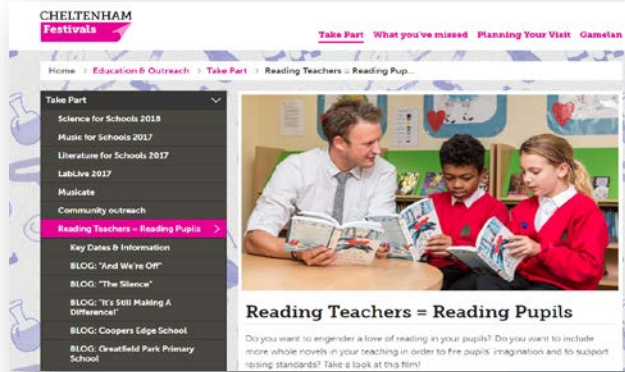 CHELTENHAM
Festivals
Take Part What you've missed Planning Your Visit Gamelan
Home > Education & Outreach > Take Part > Reading Teachers = Reading Pup...
Take Part
Science for Schools 2018
Music for Schools 2017
Literature for Schools 2017
LabLive 2017
Musicate
Community outreach
Reading Teachers = Reading Pupils
Key Dates & Information
BLOG: "And We're Off"
BLOG: "The Silence"
BLOG: "It's Still Making A
Difference!"
BLOG: Coopers Edge School
BLOG: Greatfield Park Primary
School
Reading Teachers = Reading Pupils
Do you want to engender a love of reading in your pupils? Do you want to include
more whole novels in your teaching in order to fire pupils' imagination and to support
raising standards? Take a look at this film!